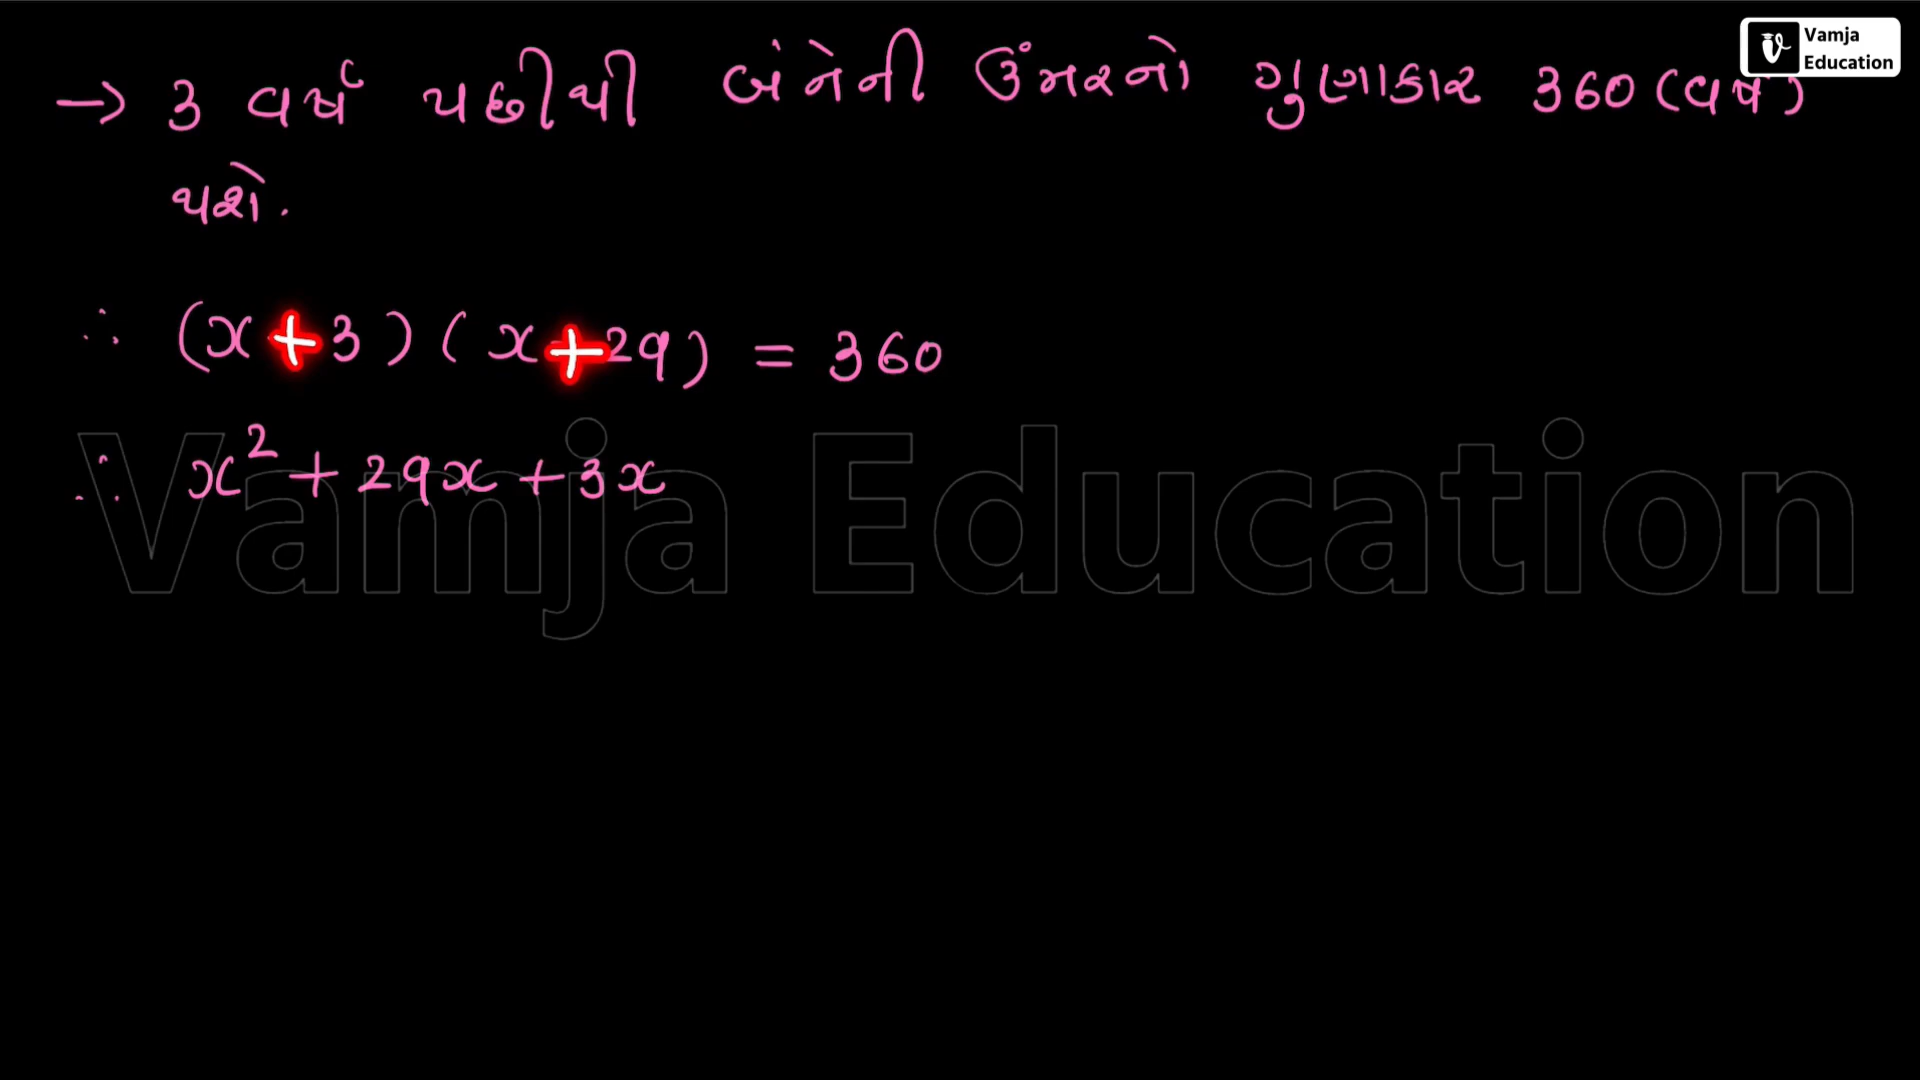 Vamja
Education
→ 3 વર્ષ પછીથી બંનેની ઉંમરનો ગુણાકાર 360 (વર્ષ)
થશે.
∴ (x + 3) (x + 29) = 360
∴ x² + 29x + 3x
Vamja Education